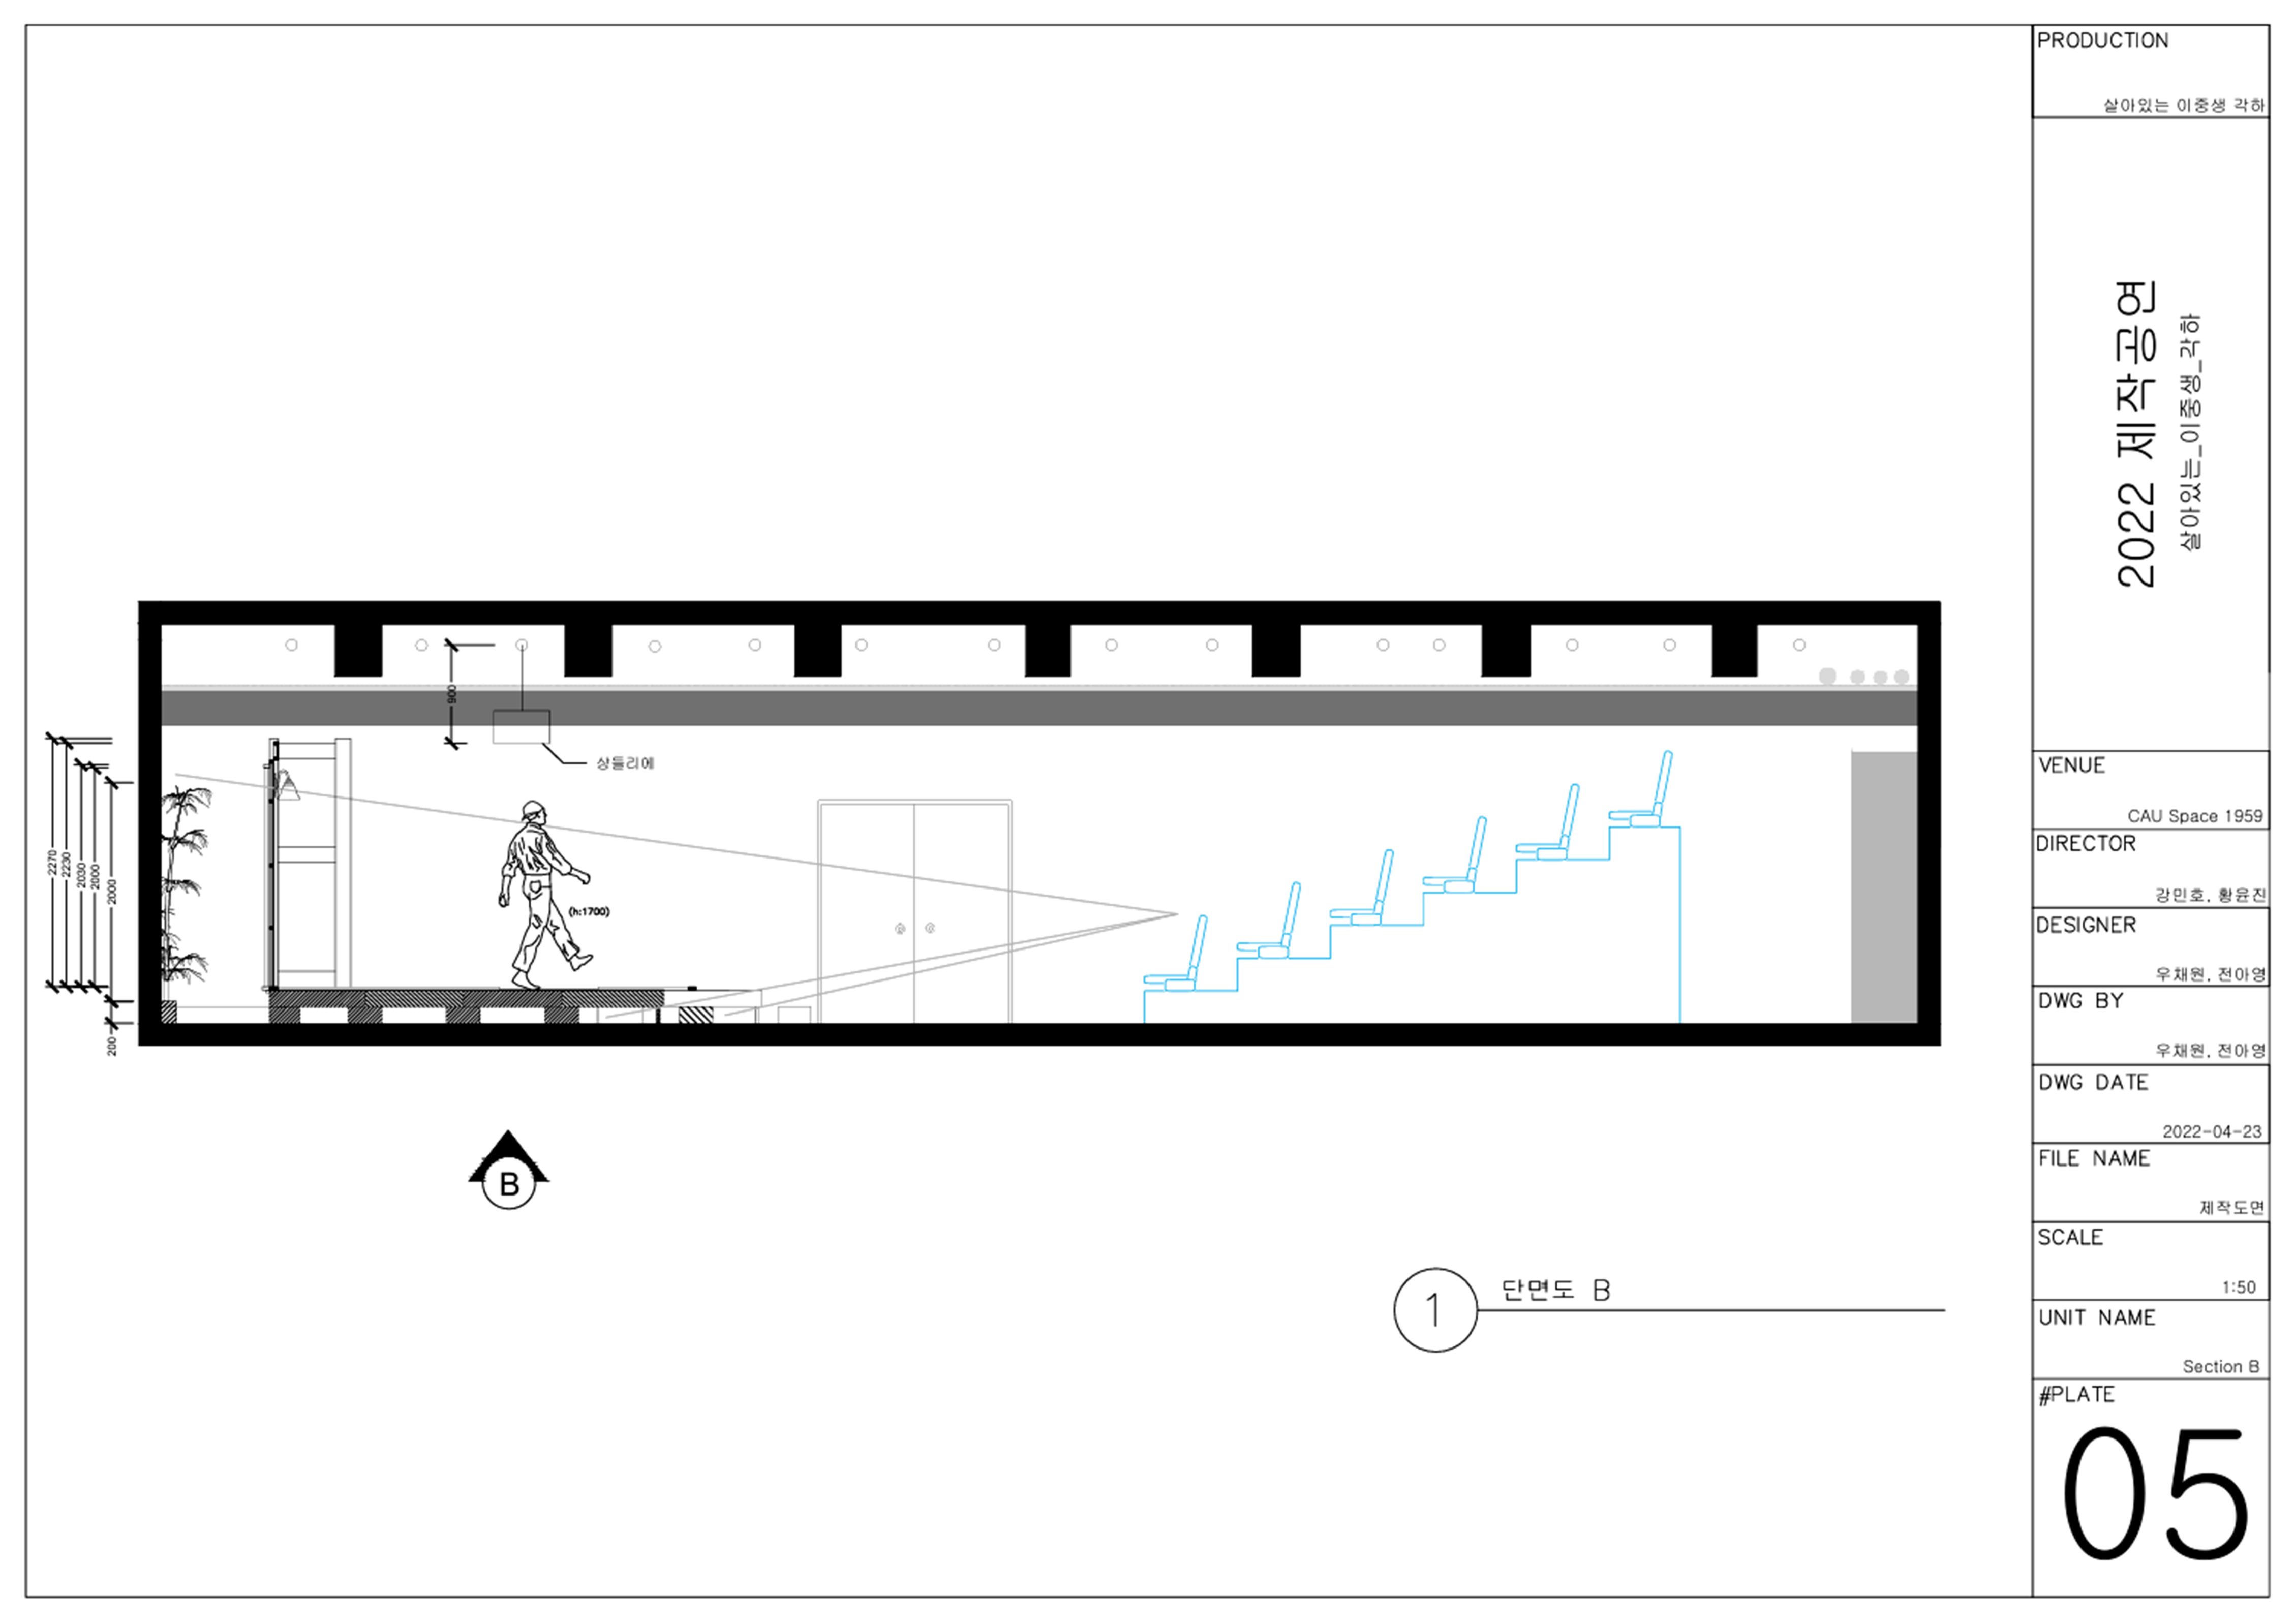 PRODUCTION
살아있는 이중생 각하
2022 제작공연
살아있는_이중생_각하
VENUE
CAU Space 1959
DIRECTOR
강민호, 황윤진
DESIGNER
우채원, 전아영
DWG BY
우채원, 전아영
DWG DATE
2022-04-23
FILE NAME
제작도면
SCALE
1:50
UNIT NAME
Section B
#PLATE
05
900
샹들리에
2270
2230
2030
2000
2000
200
(h:1700)
B
1
단면도 B